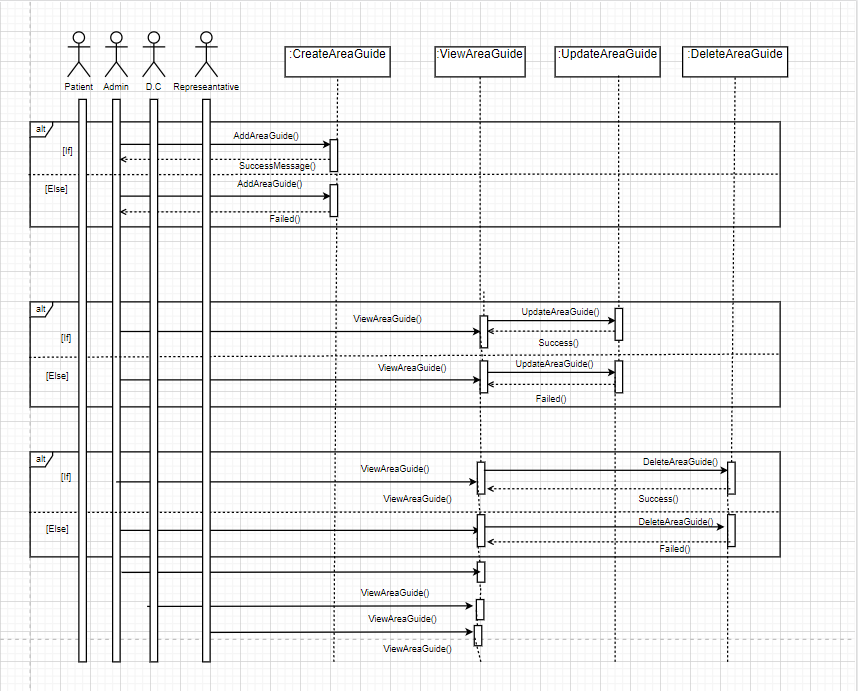 :CreateAreaGuide
:ViewAreaGuide
:UpdateAreaGuide
:DeleteAreaGuide
Patient
Admin
D.C
Represeantative
alt
AddAreaGuide()
[If]
SuccessMessage()
AddAreaGuide()
[Else]
Failed()
alt
UpdateAreaGuide()
ViewAreaGuide()
[If]
Success()
UpdateAreaGuide()
ViewAreaGuide()
[Else]
Failed()
alt
DeleteAreaGuide()
ViewAreaGuide()
[If]
ViewAreaGuide()
Success()
DeleteAreaGuide()
[Else]
Failed()
ViewAreaGuide()
ViewAreaGuide()
ViewAreaGuide()